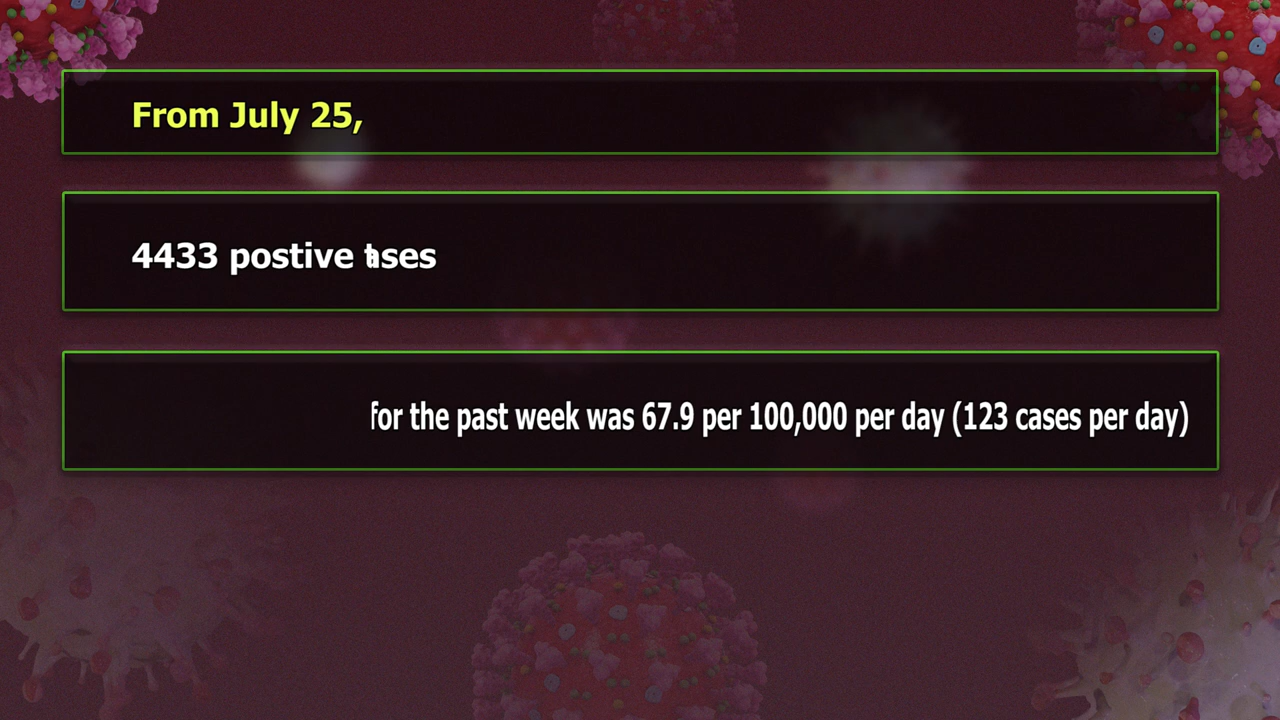 From July 25,
4433 postive
for the past week was 67.9 per 100,000 per day (123 cases per day)